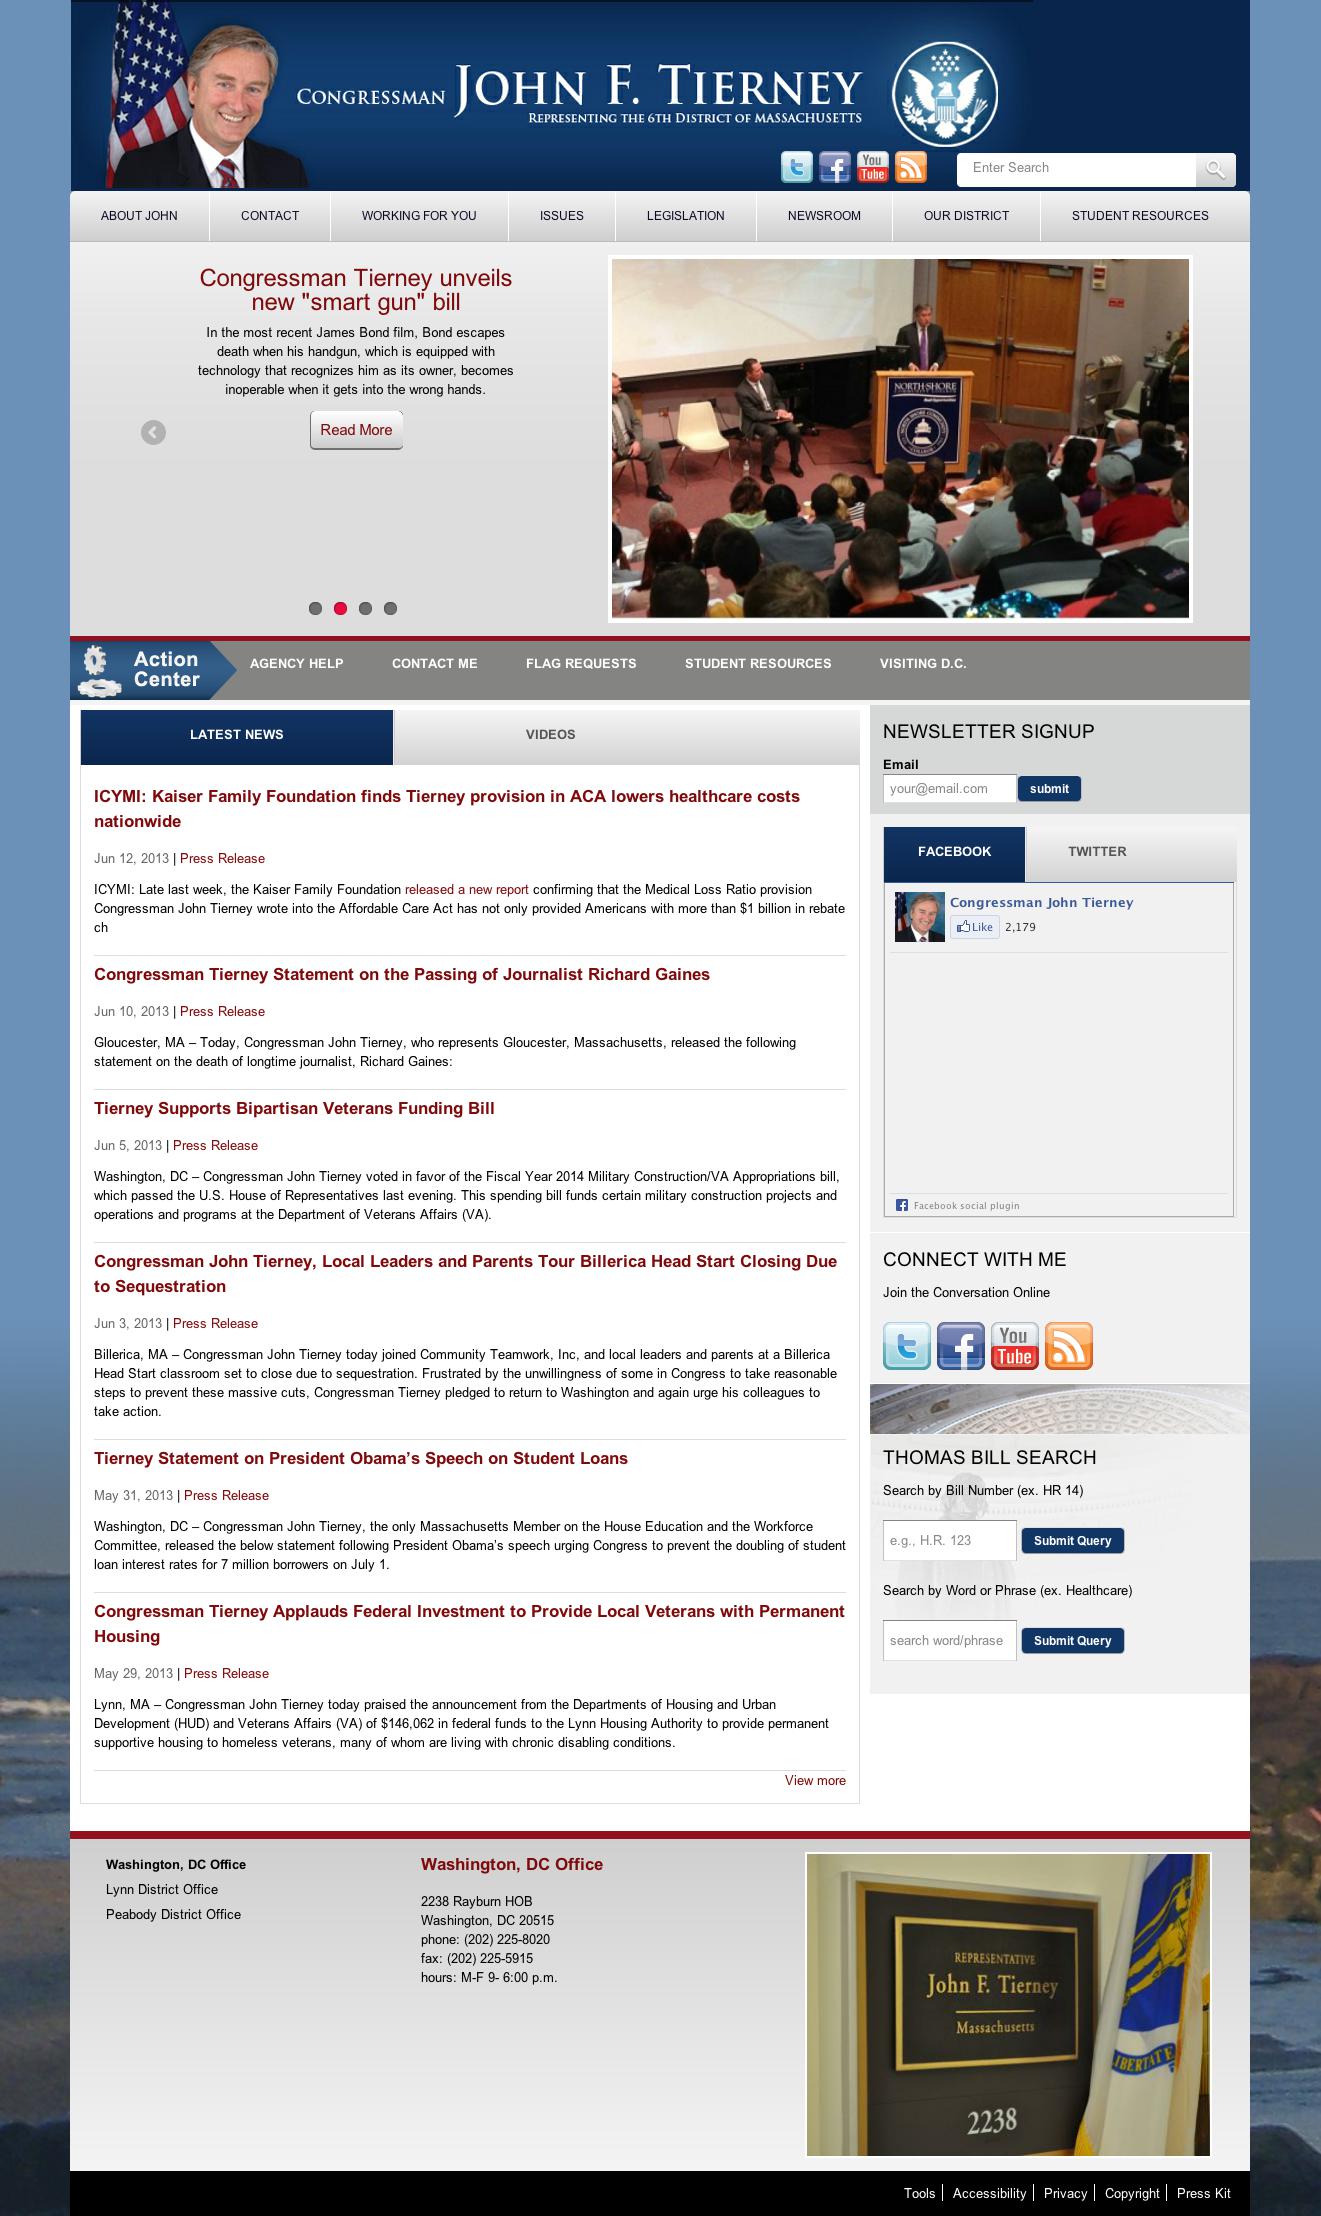 CONGRESSMAN JOHN F. TIERNEY
REPRESENTING THE 6TH DISTRICT OF MASSACHUSETTS
You
Tube
Enter Search
ABOUT JOHN
CONTACT
WORKING FOR YOU
ISSUES
LEGISLATION
NEWSROOM
OUR DISTRICT
STUDENT RESOURCES
Congressman Tierney unveils
new "smart gun" bill
In the most recent James Bond film, Bond escapes
death when his handgun, which is equipped with
technology that recognizes him as its owner, becomes
inoperable when it gets into the wrong hands.
Read More
NORTH SHORE
Action
Center
AGENCY HELP
CONTACT ME
FLAG REQUESTS
STUDENT RESOURCES
VISITING D.C.
LATEST NEWS
VIDEOS
ICYMI: Kaiser Family Foundation finds Tierney provision in ACA lowers healthcare costs
nationwide
Jun 12, 2013 | Press Release
ICYMI: Late last week, the Kaiser Family Foundation released a new report confirming that the Medical Loss Ratio provision
Congressman John Tierney wrote into the Affordable Care Act has not only provided Americans with more than $1 billion in rebate
ch
Congressman Tierney Statement on the Passing of Journalist Richard Gaines
Jun 10, 2013 | Press Release
Gloucester, MA – Today, Congressman John Tierney, who represents Gloucester, Massachusetts, released the following
statement on the death of longtime journalist, Richard Gaines:
Tierney Supports Bipartisan Veterans Funding Bill
Jun 5, 2013 | Press Release
Washington, DC – Congressman John Tierney voted in favor of the Fiscal Year 2014 Military Construction/VA Appropriations bill,
which passed the U.S. House of Representatives last evening. This spending bill funds certain military construction projects and
operations and programs at the Department of Veterans Affairs (VA).
Congressman John Tierney, Local Leaders and Parents Tour Billerica Head Start Closing Due
to Sequestration
Jun 3, 2013 | Press Release
Billerica, MA – Congressman John Tierney today joined Community Teamwork, Inc, and local leaders and parents at a Billerica
Head Start classroom set to close due to sequestration. Frustrated by the unwillingness of some in Congress to take reasonable
steps to prevent these massive cuts, Congressman Tierney pledged to return to Washington and again urge his colleagues to
take action.
Tierney Statement on President Obama's Speech on Student Loans
May 31, 2013 | Press Release
Washington, DC – Congressman John Tierney, the only Massachusetts Member on the House Education and the Workforce
Committee, released the below statement following President Obama's speech urging Congress to prevent the doubling of student
loan interest rates for 7 million borrowers on July 1.
Congressman Tierney Applauds Federal Investment to Provide Local Veterans with Permanent
Housing
May 29, 2013 | Press Release
Lynn, MA – Congressman John Tierney today praised the announcement from the Departments of Housing and Urban
Development (HUD) and Veterans Affairs (VA) of $146,062 in federal funds to the Lynn Housing Authority to provide permanent
supportive housing to homeless veterans, many of whom are living with chronic disabling conditions.
View more
NEWSLETTER SIGNUP
Email
your@email.com
submit
FACEBOOK
TWITTER
Congressman John Tierney
Like
2,179
Facebook social plugin
CONNECT WITH ME
Join the Conversation Online
You
Tube
THOMAS BILL SEARCH
Search by Bill Number (ex. HR 14)
e.g., H.R. 123
Submit Query
Search by Word or Phrase (ex. Healthcare)
search word/phrase
Submit Query
Washington, DC Office
Lynn District Office
Peabody District Office
Washington, DC Office
2238 Rayburn HOB
Washington, DC 20515
phone: (202) 225-8020
fax: (202) 225-5915
hours: M-F 9- 6:00 p.m.
REPRESENTATIVE
John F. Tierney
Massachusetts
2238
Tools
Accessibility
Privacy
Copyright
Press Kit